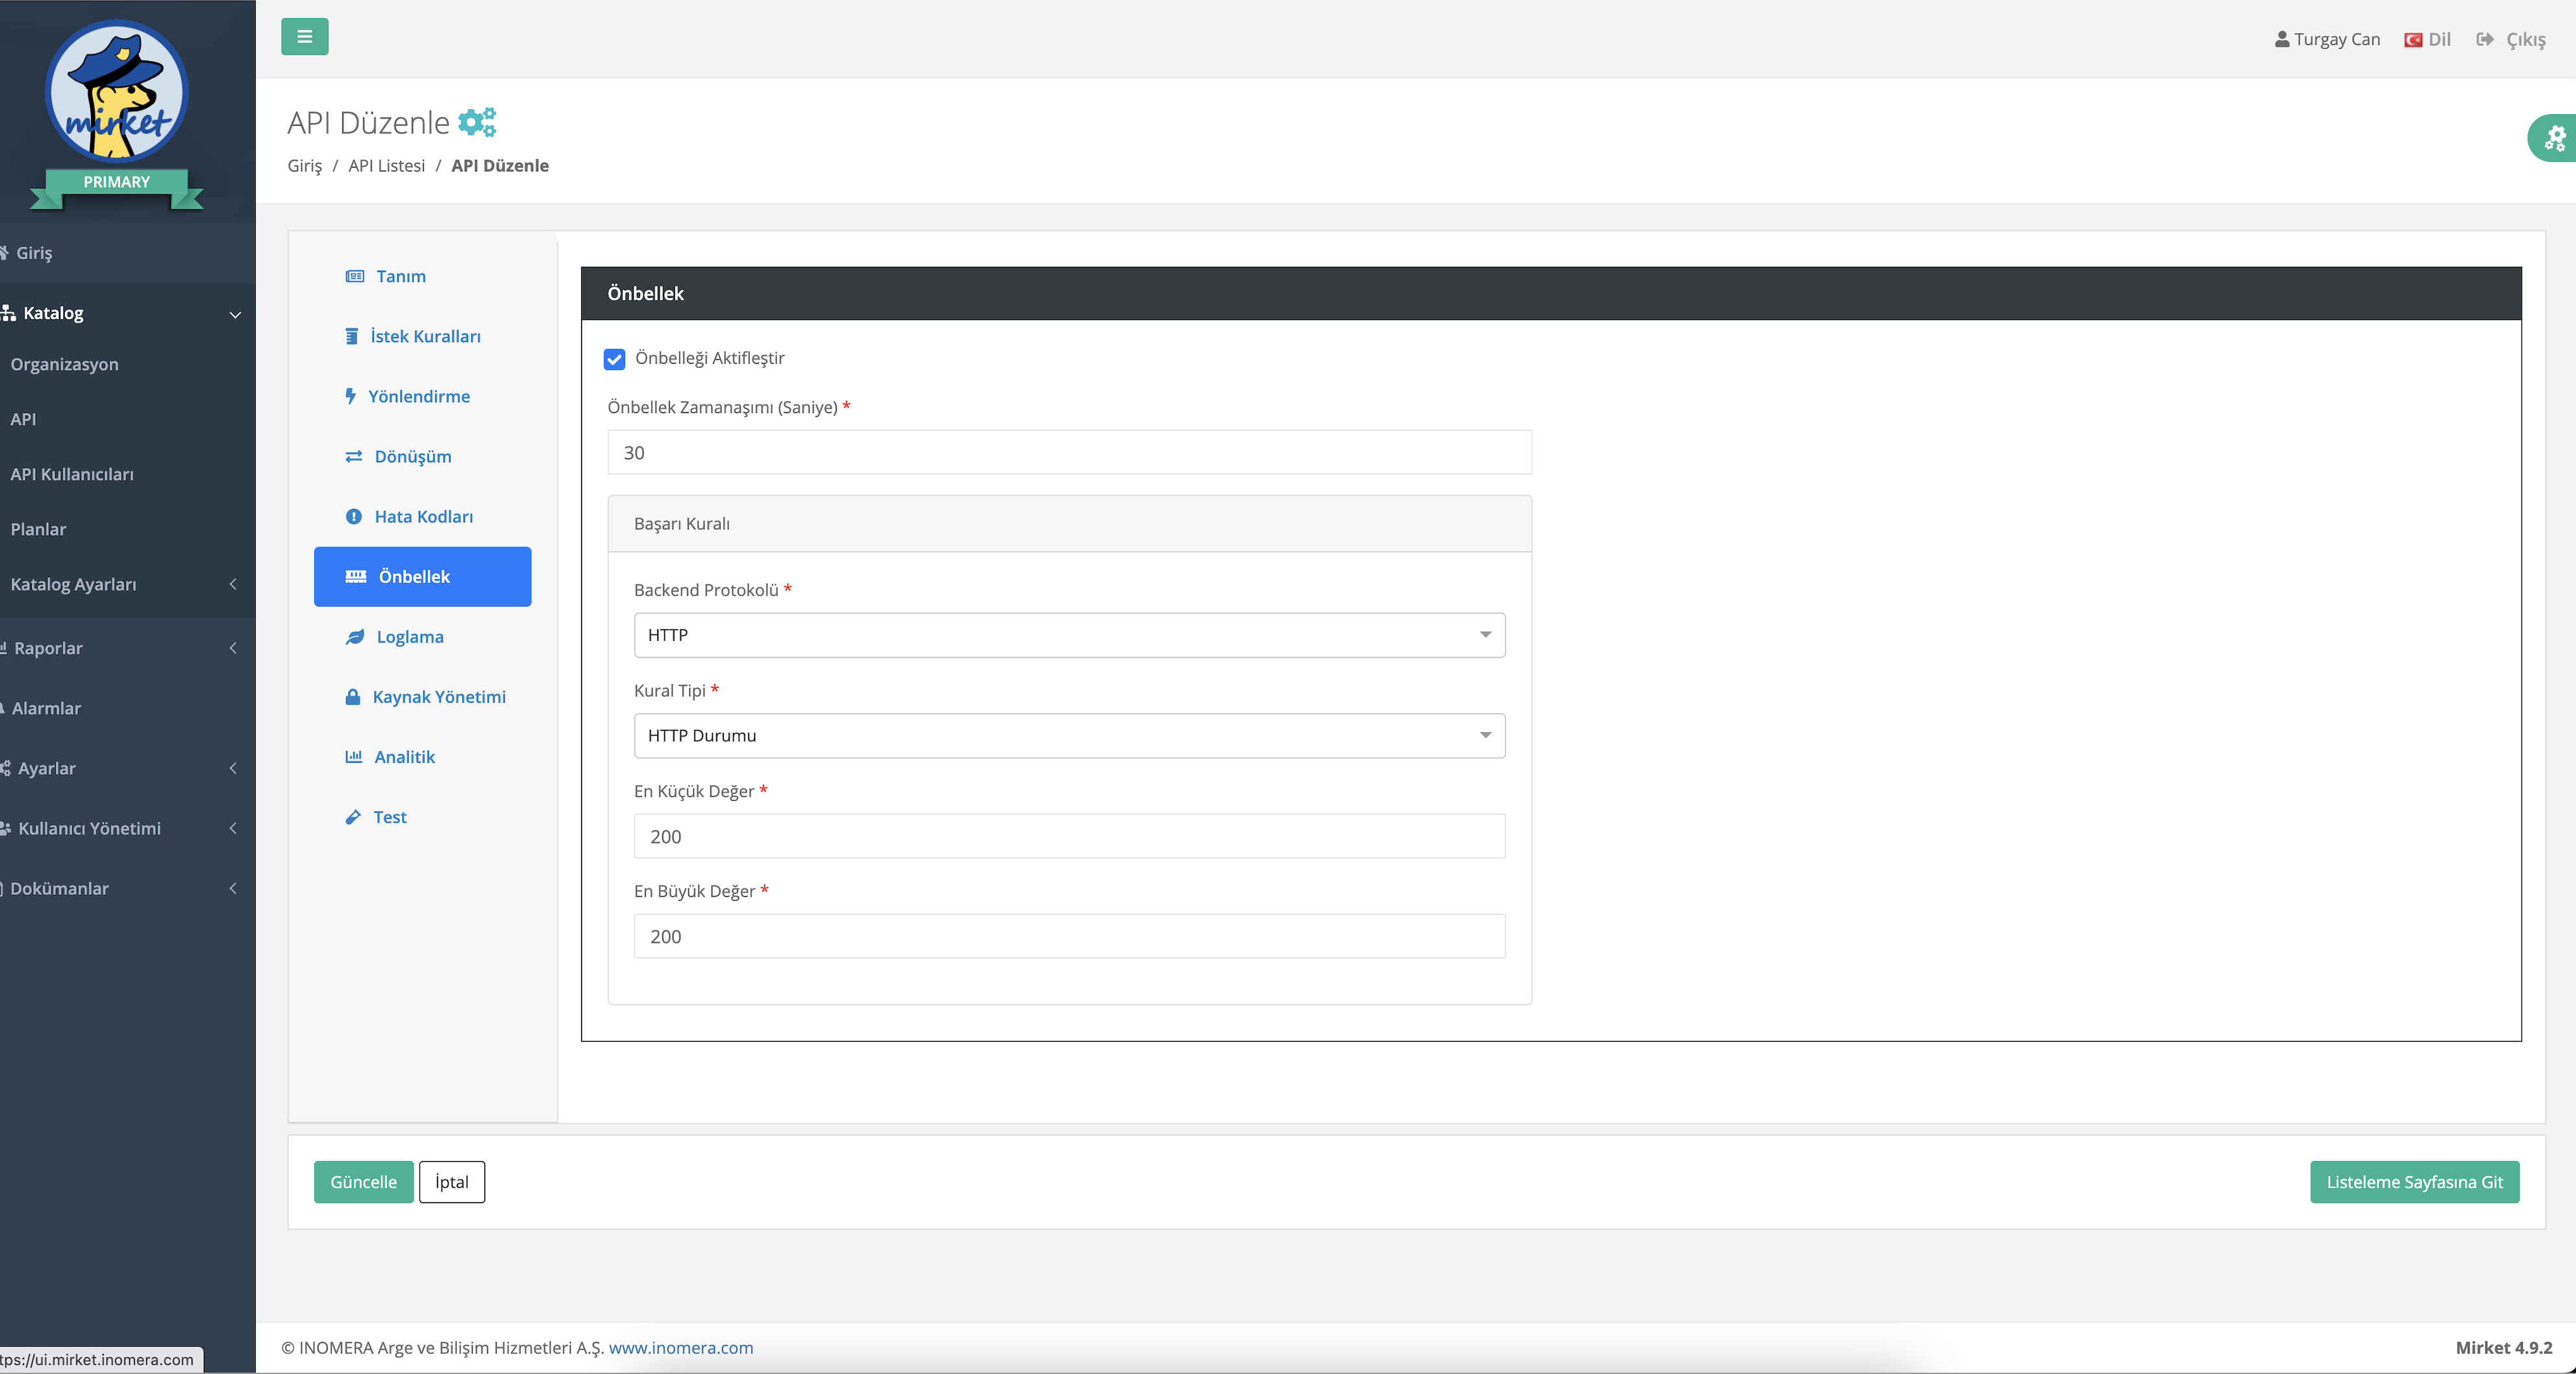 mirket
PRIMARY
Giriş
Katalog
Organizasyon
API
API Kullanıcıları
Planlar
Katalog Ayarları
Raporlar
Alarmlar
Ayarlar
Kullanıcı Yönetimi
Dokümanlar
tps://ui.mirket.inomera.com
Turgay Can Dil Çıkış
API Düzenle
Giriş / API Listesi / API Düzenle
Tanım
İstek Kuralları
Yönlendirme
Dönüşüm
Hata Kodları
Önbellek
Loglama
Kaynak Yönetimi
Analitik
Test
Önbellek
Önbelleği Aktifleştir
Önbellek Zamanaşımı (Saniye) *
30
Başarı Kuralı
Backend Protokolü *
HTTP
Kural Tipi *
HTTP Durumu
En Küçük Değer *
200
En Büyük Değer *
200
Güncelle İptal Listeleme Sayfasına Git
© INOMERA Arge ve Bilişim Hizmetleri A.Ş. www.inomera.com Mirket 4.9.2